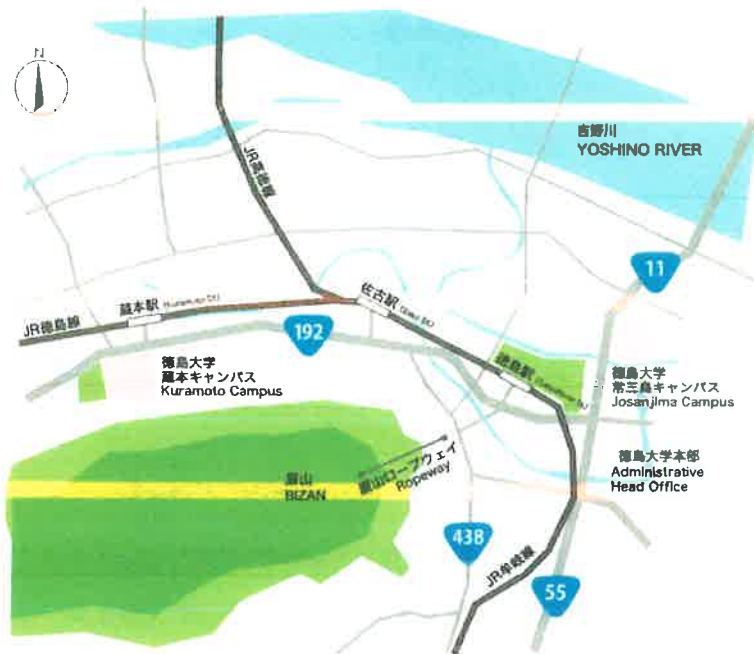 N
吉野川
YOSHINO RIVER
JR高徳線
11
蔵本駅 (Kuramoto St.)
佐古駅 (Sako St.)
JR徳島線
192
徳島駅
徳島大学
蔵本キャンパス
Kuramoto Campus
徳島大学
常三島キャンパス
Josanjima Campus
徳島大学本部
Administrative
Head Office
眉山
BIZAN
眉山ロープウェイ
Ropeway
438
JR牟岐線
55